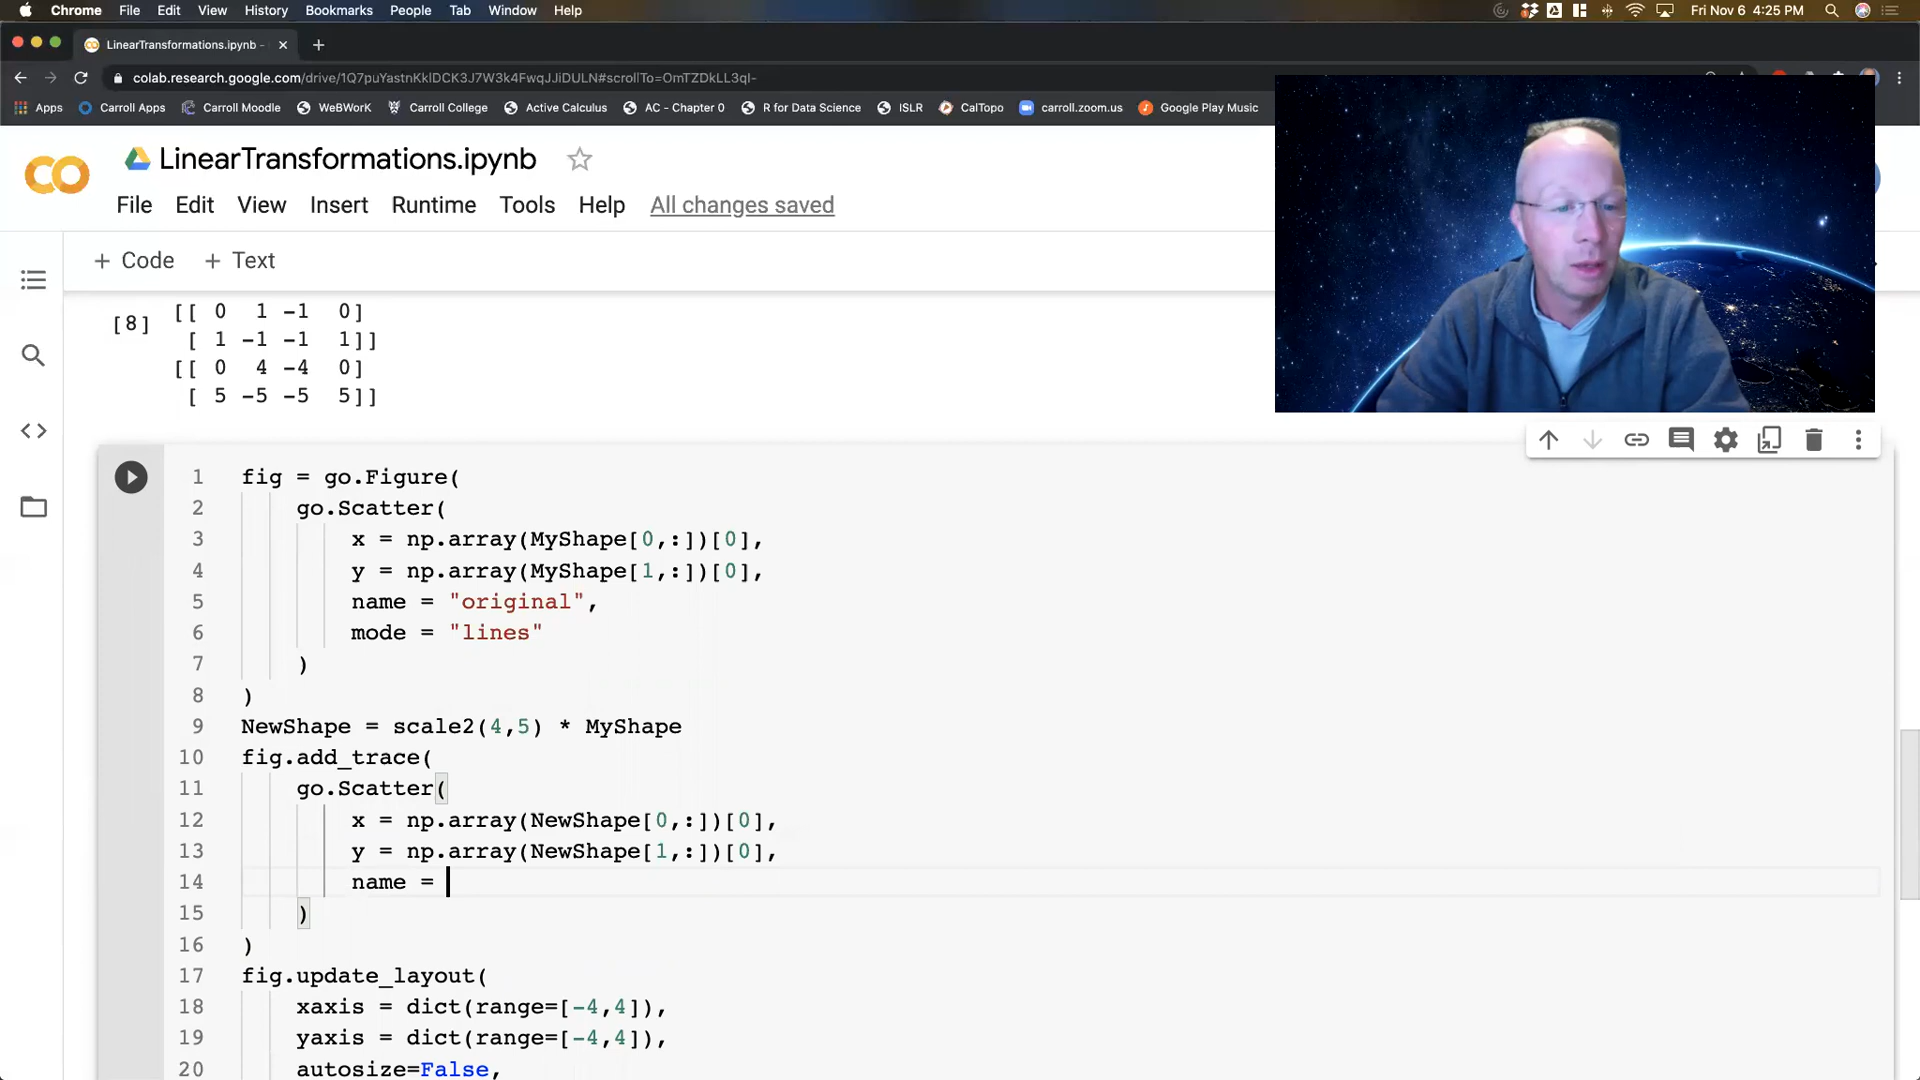 Chrome File Edit View History Bookmarks People Tab Window Help Fri Nov 6 4:25 PM
LinearTransformations.ipynb -
colab.research.google.com/drive/1Q7puYastnKklDCK3J7W3k4FwqJJiDULN#scrollTo=OmTZDkLL3qI-
Apps Carroll Apps Carroll Moodle WeBWorK Carroll College Active Calculus AC - Chapter 0 R for Data Science ISLR CalTopo carroll.zoom.us Google Play Music
CO LinearTransformations.ipynb
File Edit View Insert Runtime Tools Help All changes saved
+ Code + Text
[8] [[ 0 1 -1 0]
[ 1 -1 -1 1]]
[[ 0 4 -4 0]
[ 5 -5 -5 5]]
1 fig = go.Figure(
2 go.Scatter(
3 x = np.array(MyShape[0,:])[0],
4 y = np.array(MyShape[1,:])[0],
5 name = "original",
6 mode = "lines"
7 )
8 )
9 NewShape = scale2(4,5) * MyShape
10 fig.add_trace(
11 go.Scatter(
12 x = np.array(NewShape[0,:])[0],
13 y = np.array(NewShape[1,:])[0],
14 name =
15 )
16 )
17 fig.update_layout(
18 xaxis = dict(range=[-4,4]),
19 yaxis = dict(range=[-4,4]),
20 autosize=False,